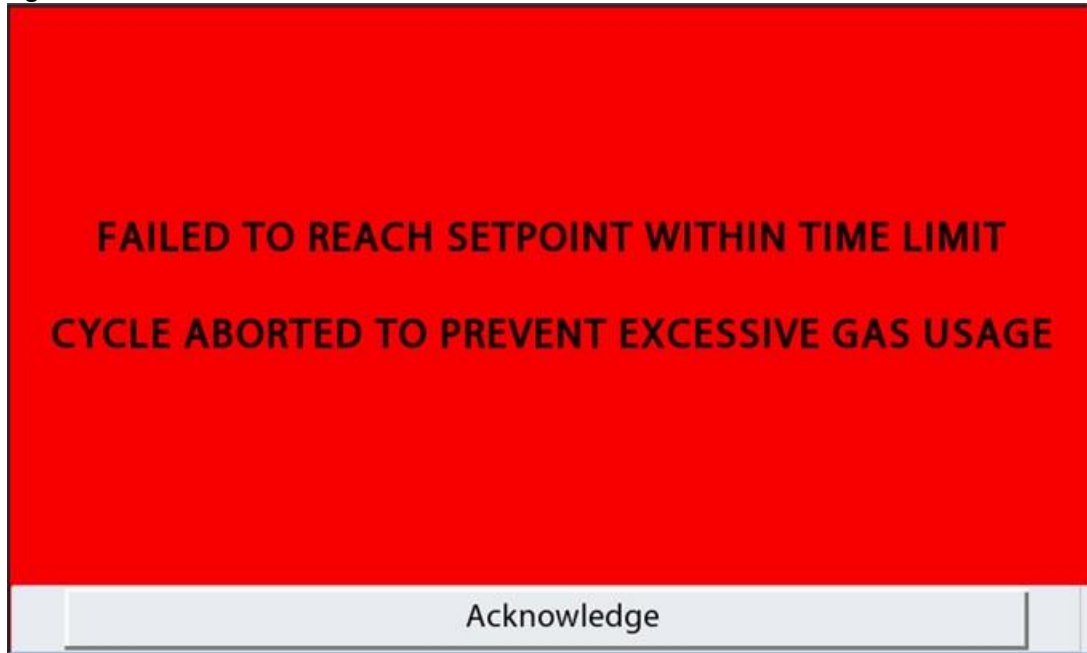 FAILED TO REACH SETPOINT WITHIN TIME LIMIT
CYCLE ABORTED TO PREVENT EXCESSIVE GAS USAGE
Acknowledge